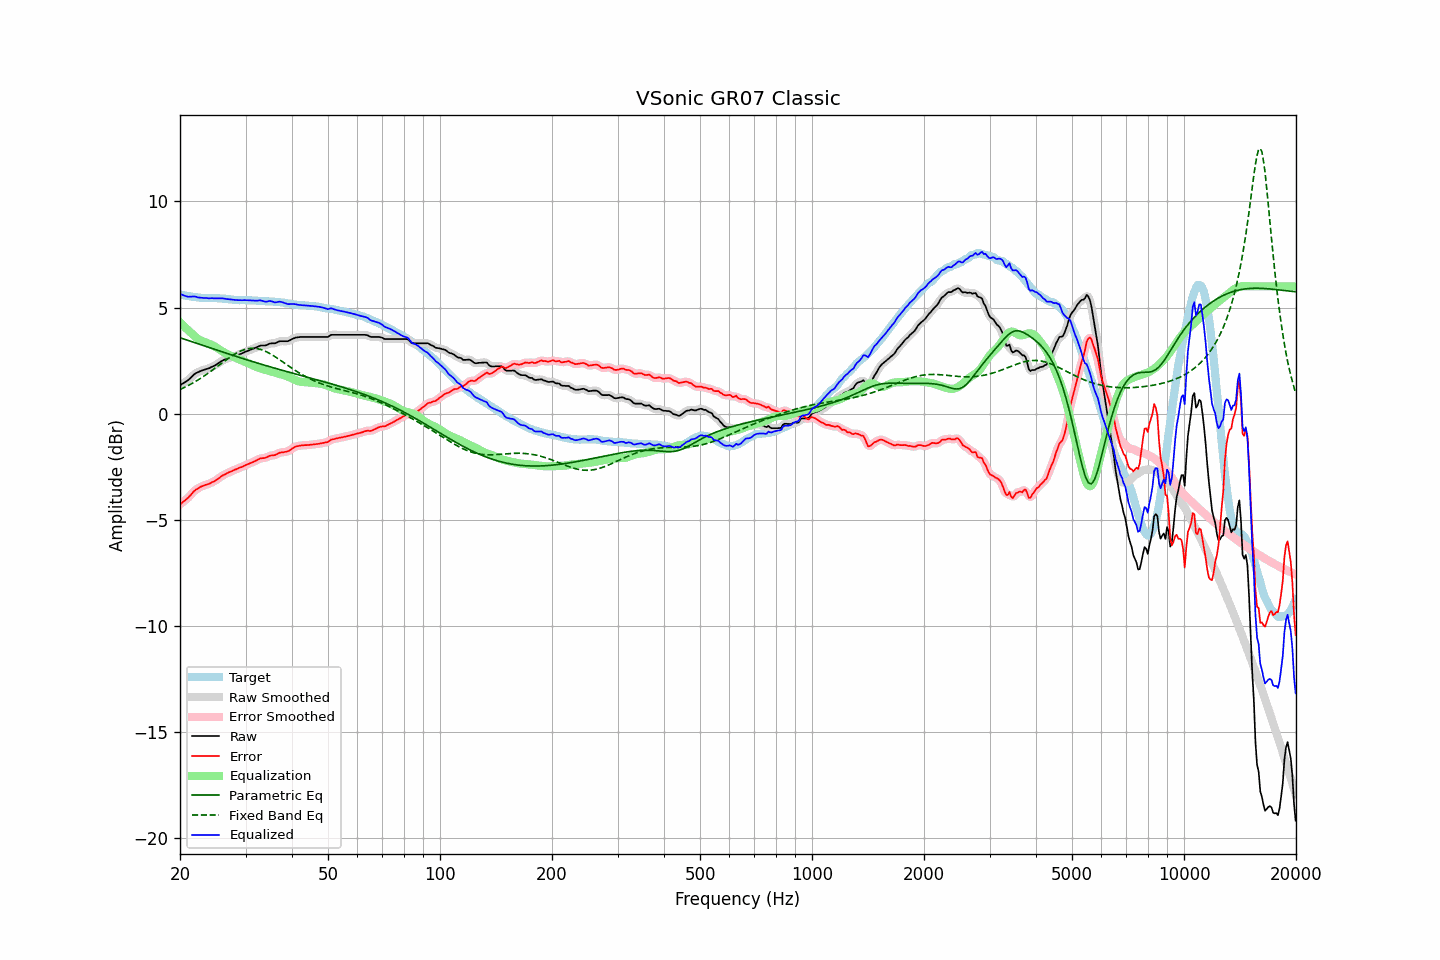 VSonic GR07 Classic
Amplitude (dBr)
10
5
0
−5
−10
−15
−20
Target
Raw Smoothed
Error Smoothed
Raw
Error
Equalization
Parametric Eq
Fixed Band Eq
Equalized
20 50 100 200 500 1000 2000 5000 10000 20000
Frequency (Hz)